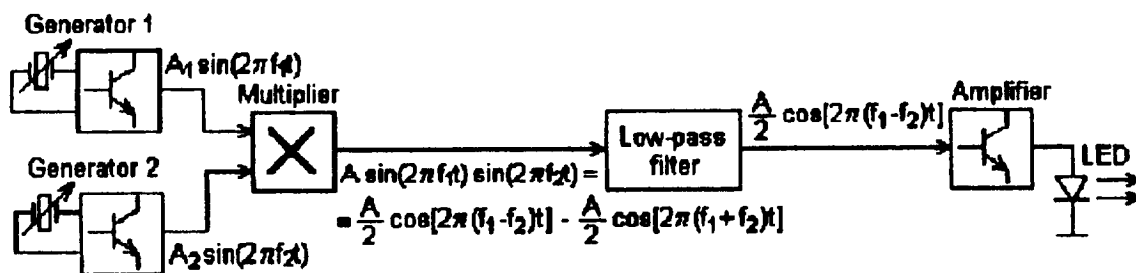 Generator 1
A₁ sin(2πf₁t)
Multiplier
Generator 2
A₂ sin(2πf₂t)
A sin(2πf₁t) sin(2πf₂t) =
= A/2 cos[2π(f₁-f₂)t] - A/2 cos[2π(f₁+f₂)t]
Low-pass
filter
A/2 cos[2π(f₁-f₂)t]
Amplifier
LED